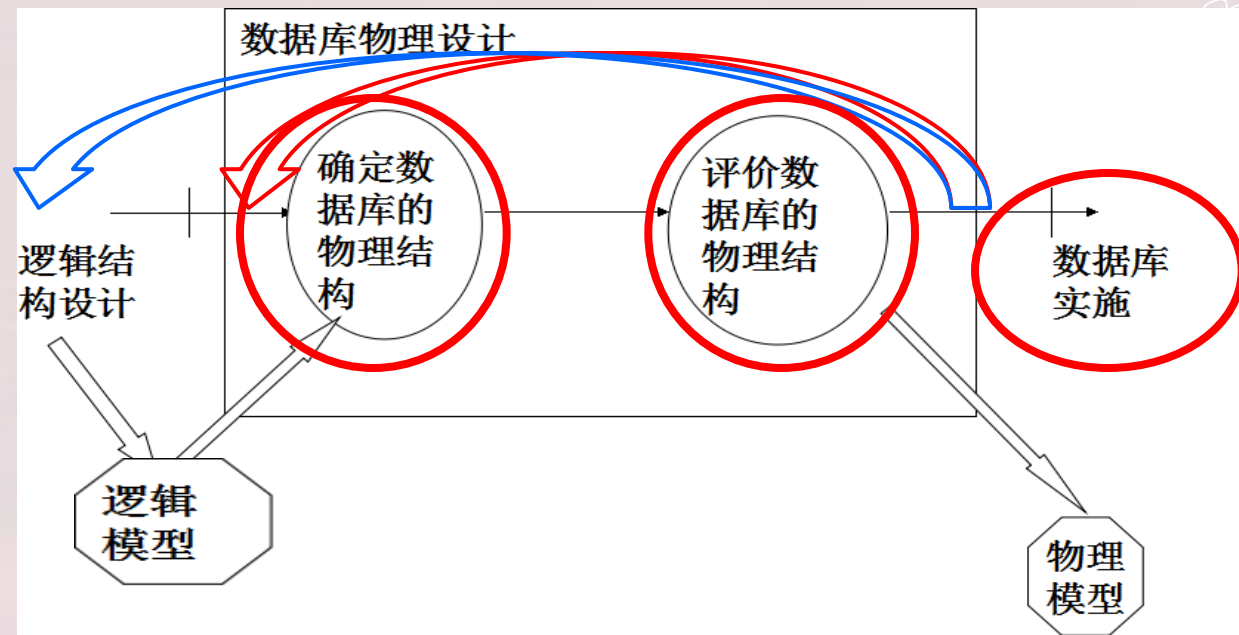 数据库物理设计
确定数
据库的
物理结
构
评价数
据库的
物理结
构
逻辑结
构设计
数据库
实施
逻辑
模型
物理
模型